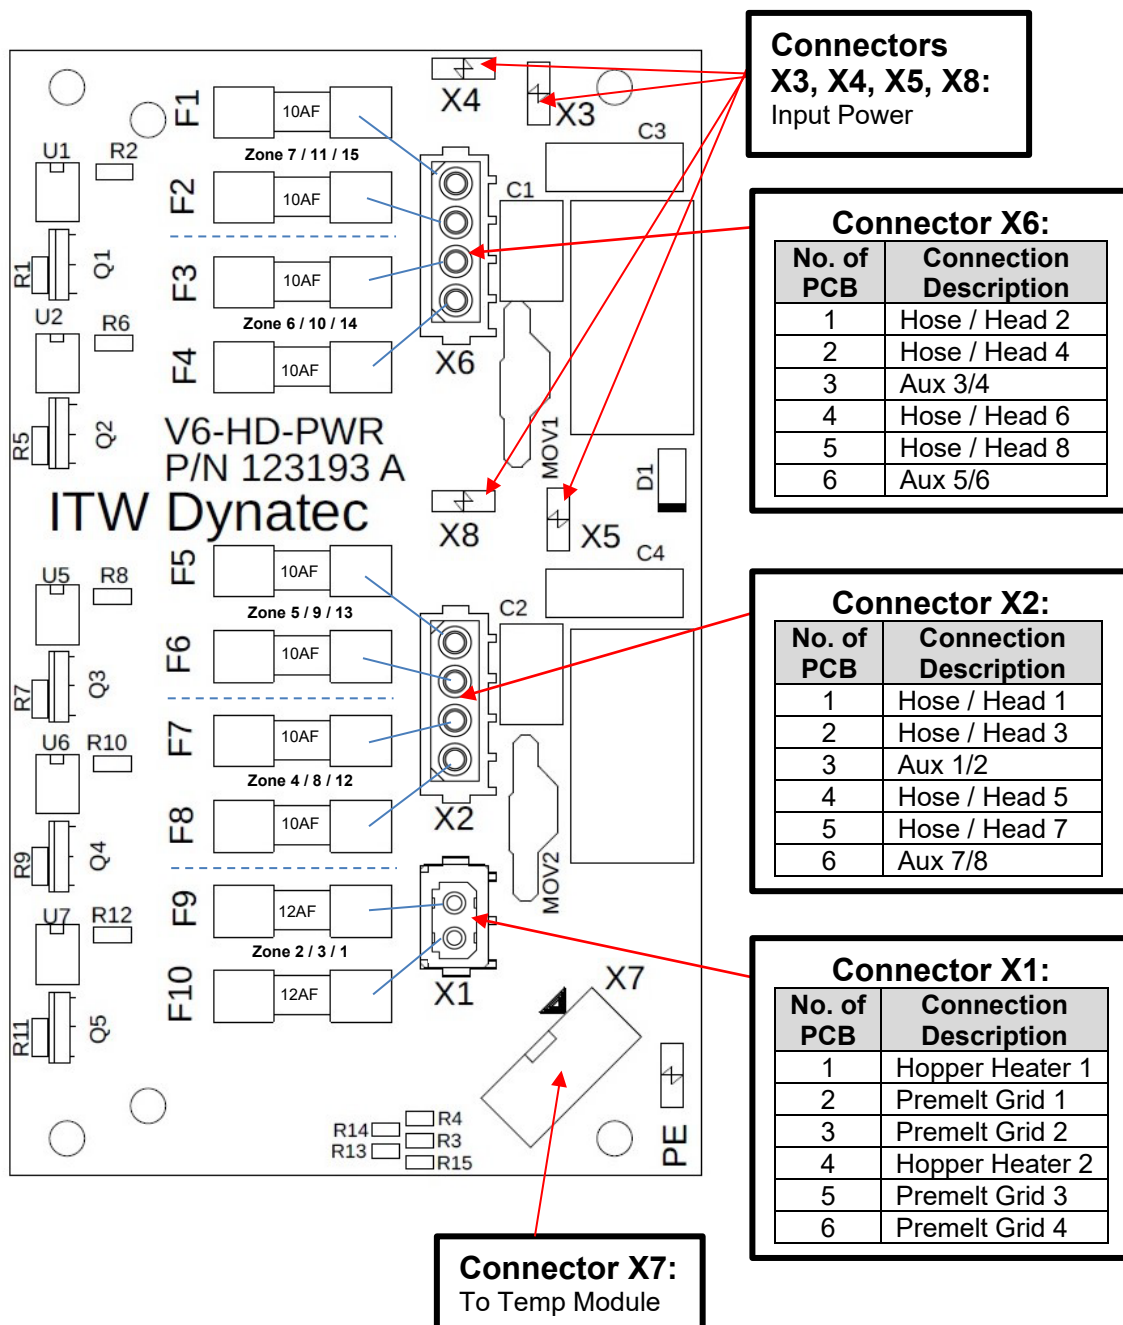 Connectors
X3, X4, X5, X8:
Input Power
X4
X3
F1
10AF
C3
Zone 7 / 11 / 15
U1
R2
F2
10AF
C1
R1
Q1
F3
10AF
Zone 6 / 10 / 14
U2
R6
F4
10AF
X6
R5
Q2
MOV1
V6-HD-PWR
P/N 123193 A
ITW Dynatec
D1
X8
X5
C4
Connector X6:
No. of PCB Connection Description
1 Hose / Head 2
2 Hose / Head 4
3 Aux 3/4
4 Hose / Head 6
5 Hose / Head 8
6 Aux 5/6
F5
10AF
U5
R8
Zone 5 / 9 / 13
C2
F6
10AF
R7
Q3
F7
10AF
U6
R10
Zone 4 / 8 / 12
F8
10AF
X2
R9
Q4
MOV2
Connector X2:
No. of PCB Connection Description
1 Hose / Head 1
2 Hose / Head 3
3 Aux 1/2
4 Hose / Head 5
5 Hose / Head 7
6 Aux 7/8
F9
12AF
U7
R12
Zone 2 / 3 / 1
F10
12AF
X1
X7
R11
Q5
R14
R4
R13
R3
R15
PE
Connector X1:
No. of PCB Connection Description
1 Hopper Heater 1
2 Premelt Grid 1
3 Premelt Grid 2
4 Hopper Heater 2
5 Premelt Grid 3
6 Premelt Grid 4
Connector X7:
To Temp Module